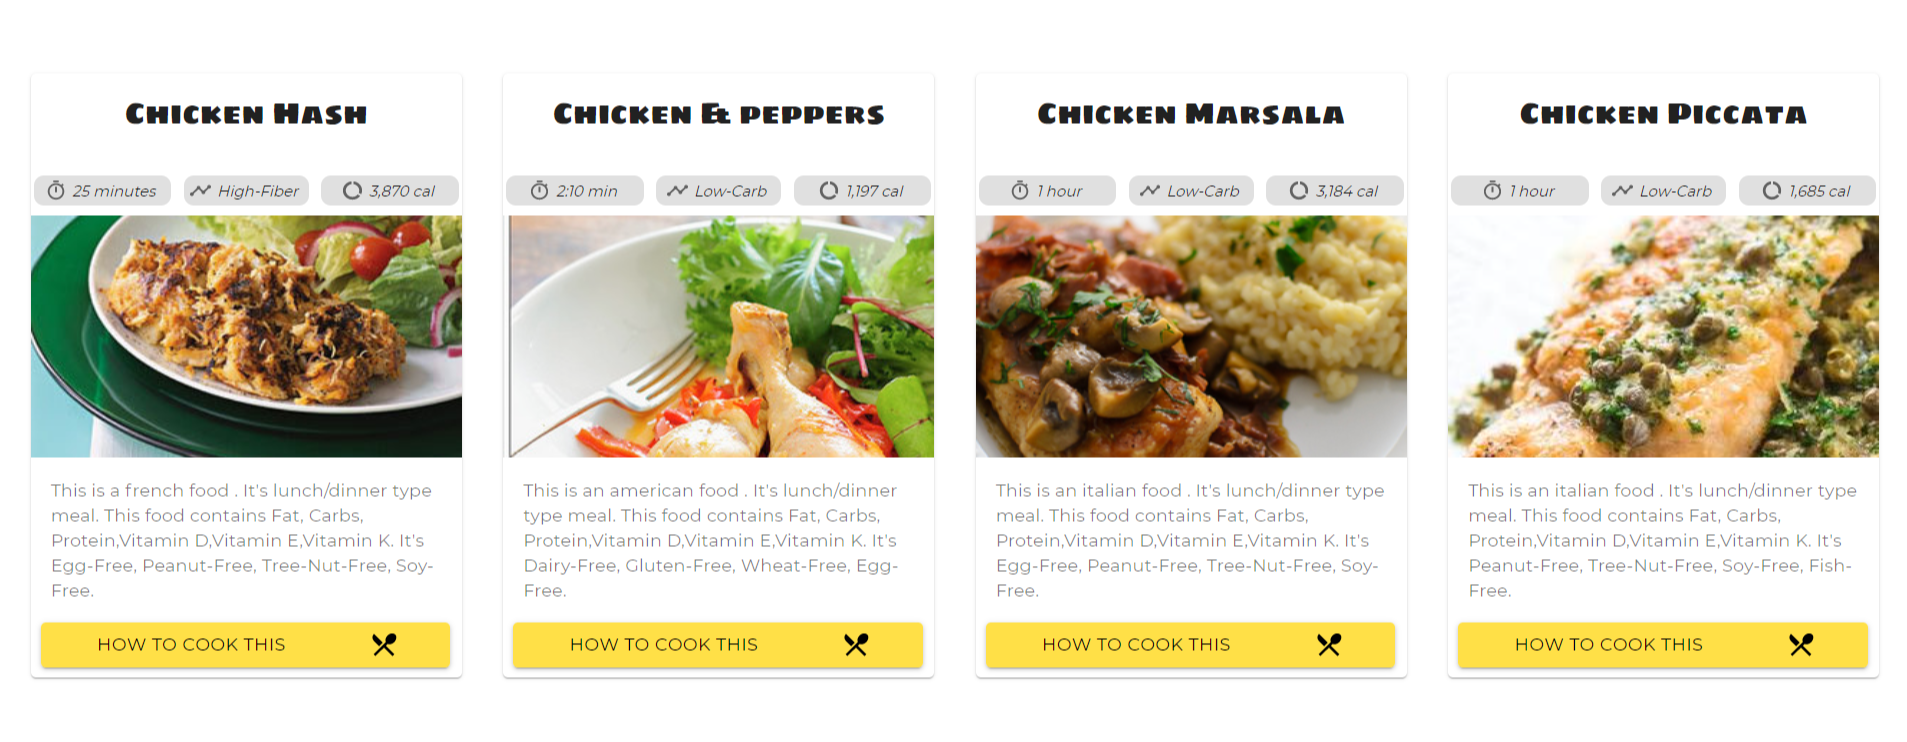 Chicken Hash
25 minutes High-Fiber 3,870 cal
This is a french food . It's lunch/dinner type
meal. This food contains Fat, Carbs,
Protein,Vitamin D,Vitamin E,Vitamin K. It's
Egg-Free, Peanut-Free, Tree-Nut-Free, Soy-
Free.
HOW TO COOK THIS
Chicken & peppers
2:10 min Low-Carb 1,197 cal
This is an american food . It's lunch/dinner
type meal. This food contains Fat, Carbs,
Protein,Vitamin D,Vitamin E,Vitamin K. It's
Dairy-Free, Gluten-Free, Wheat-Free, Egg-
Free.
HOW TO COOK THIS
Chicken Marsala
1 hour Low-Carb 3,184 cal
This is an italian food . It's lunch/dinner type
meal. This food contains Fat, Carbs,
Protein,Vitamin D,Vitamin E,Vitamin K. It's
Egg-Free, Peanut-Free, Tree-Nut-Free, Soy-
Free.
HOW TO COOK THIS
Chicken Piccata
1 hour Low-Carb 1,685 cal
This is an italian food . It's lunch/dinner type
meal. This food contains Fat, Carbs,
Protein,Vitamin D,Vitamin E,Vitamin K. It's
Peanut-Free, Tree-Nut-Free, Soy-Free, Fish-
Free.
HOW TO COOK THIS